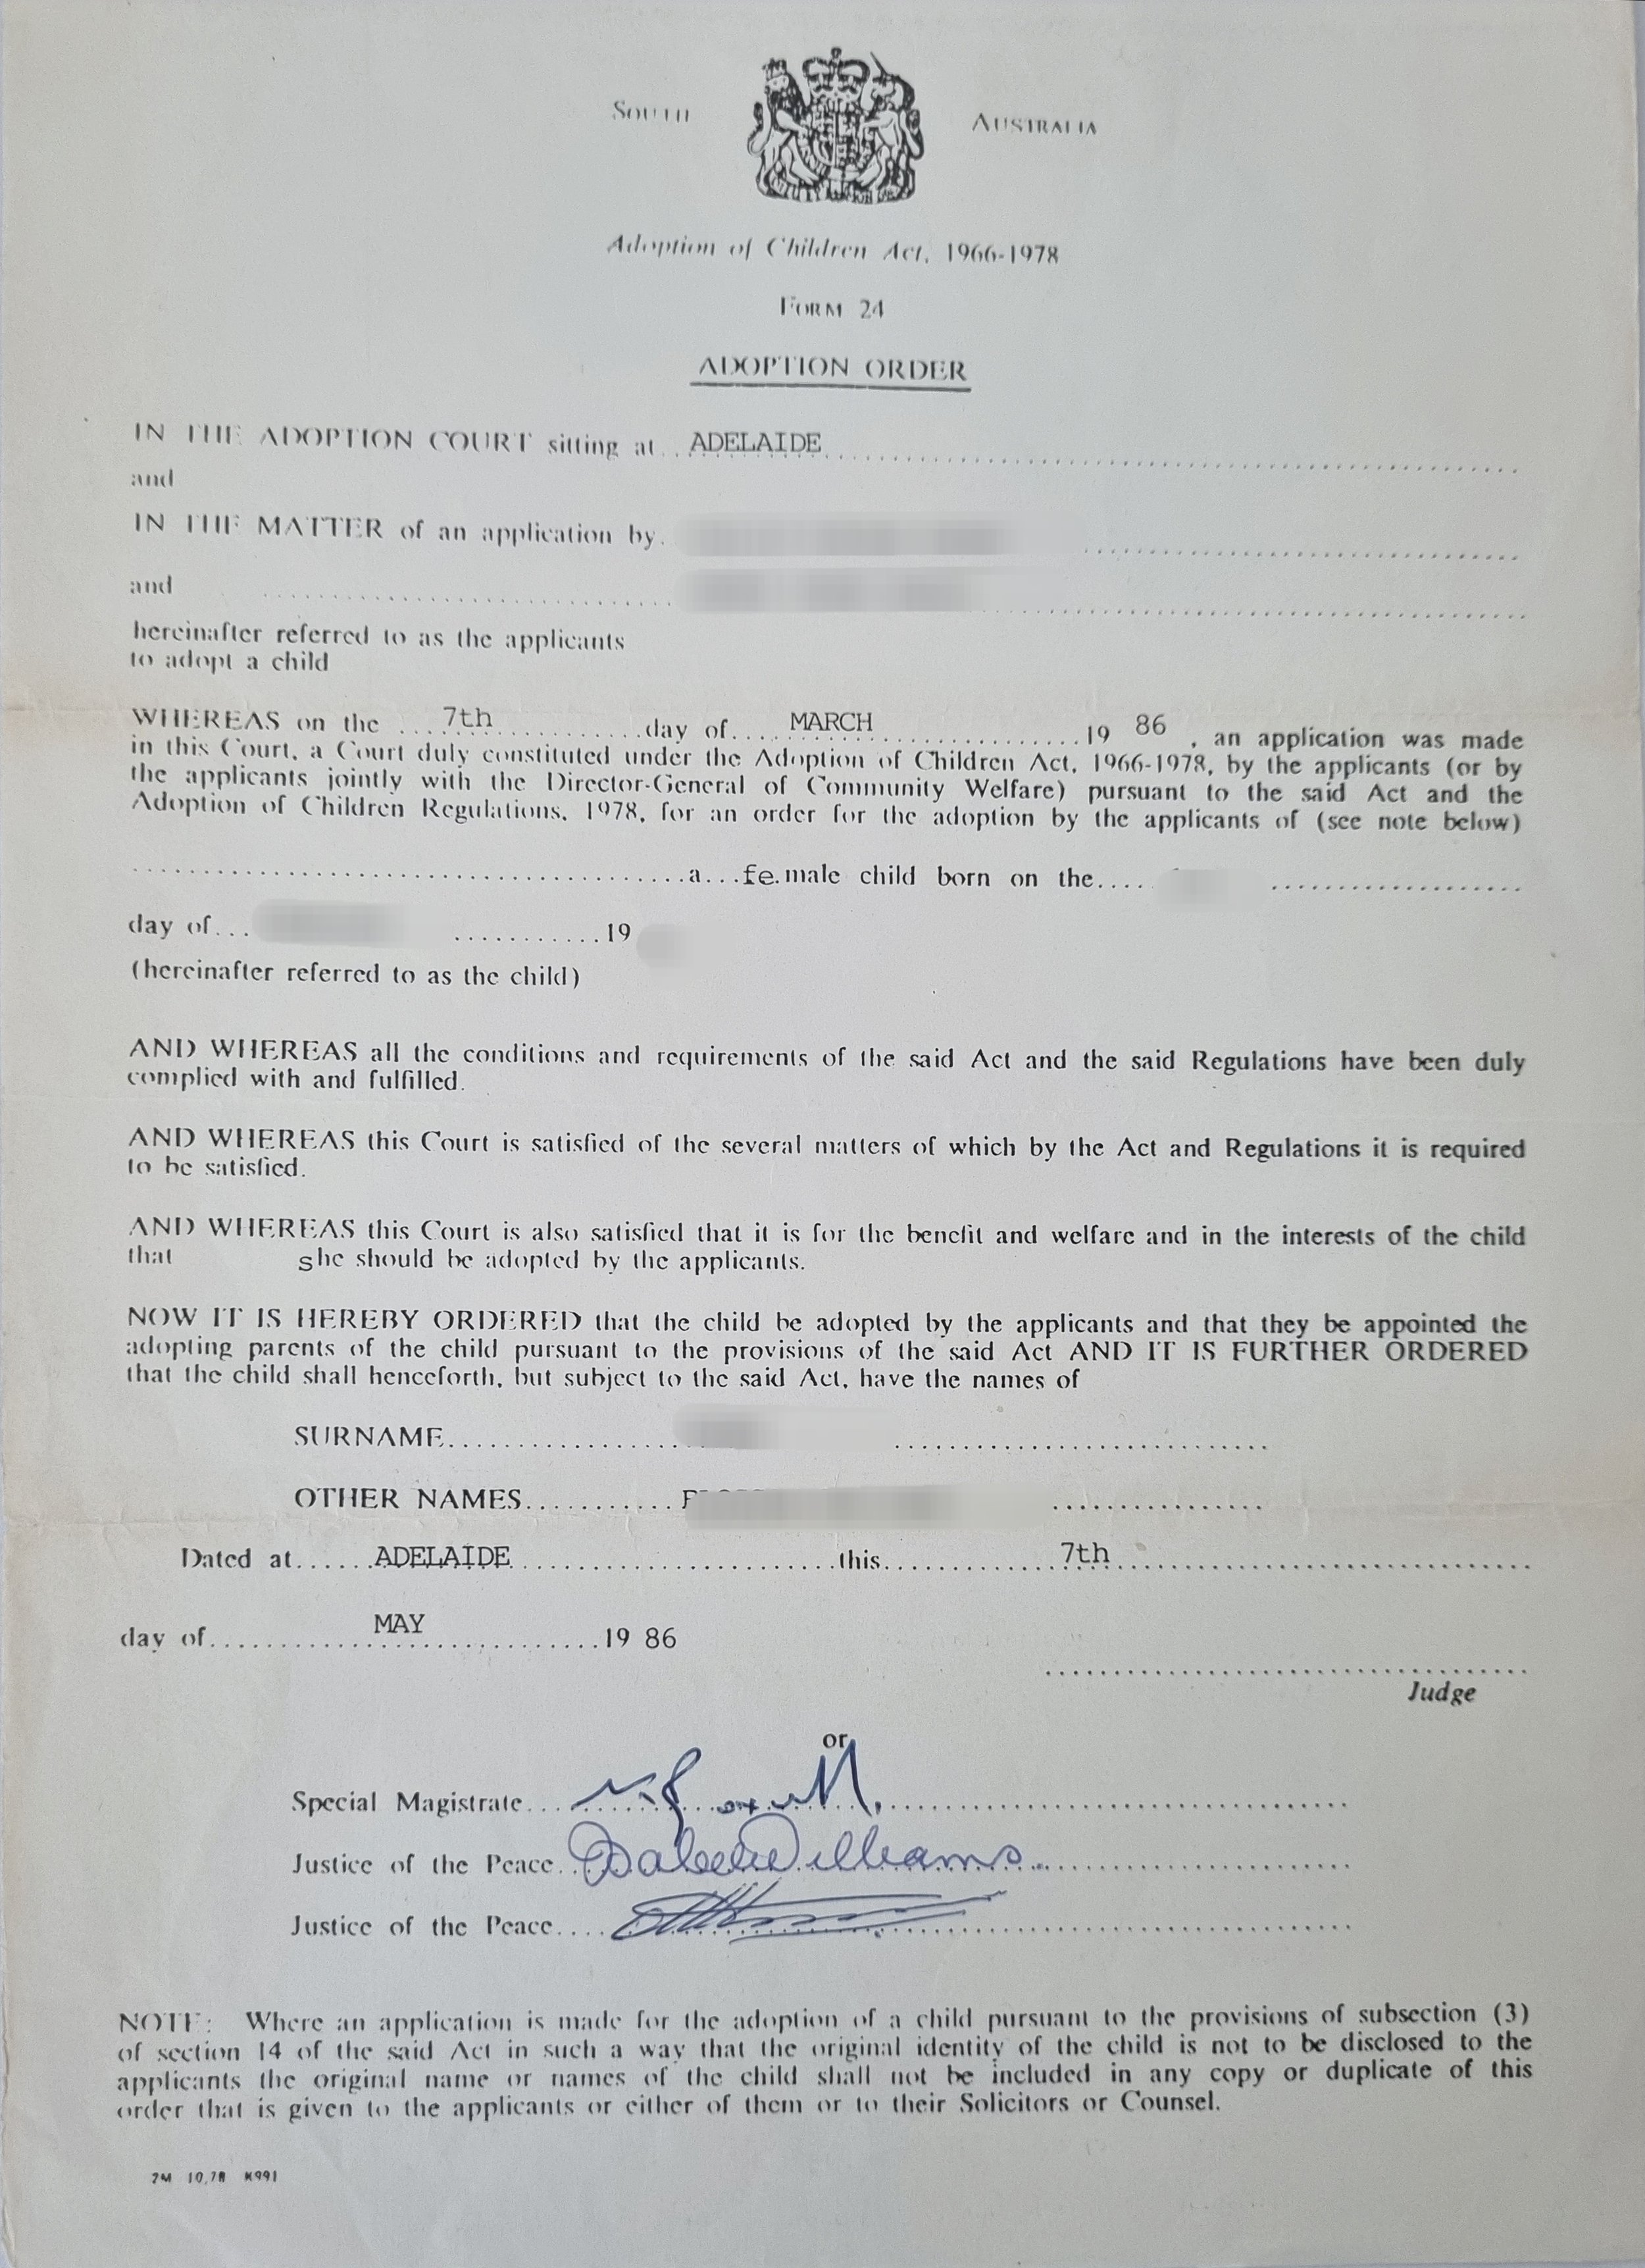 SOUTH AUSTRALIA
Adoption of Children Act, 1966-1978
FORM 24
ADOPTION ORDER
IN THE ADOPTION COURT sitting at ADELAIDE
and
IN THE MATTER of an application by
and
hereinafter referred to as the applicants
to adopt a child
WHEREAS on the 7th day of MARCH 19 86, an application was made
in this Court, a Court duly constituted under the Adoption of Children Act, 1966-1978, by the applicants (or by
the applicants jointly with the Director-General of Community Welfare) pursuant to the said Act and the
Adoption of Children Regulations, 1978, for an order for the adoption by the applicants of (see note below)
a...fe.male child born on the
day of 19
(hereinafter referred to as the child)
AND WHEREAS all the conditions and requirements of the said Act and the said Regulations have been duly
complied with and fulfilled.
AND WHEREAS this Court is satisfied of the several matters of which by the Act and Regulations it is required
to be satisfied.
AND WHEREAS this Court is also satisfied that it is for the benefit and welfare and in the interests of the child
that she should be adopted by the applicants.
NOW IT IS HEREBY ORDERED that the child be adopted by the applicants and that they be appointed the
adopting parents of the child pursuant to the provisions of the said Act AND IT IS FURTHER ORDERED
that the child shall henceforth, but subject to the said Act, have the names of
SURNAME
OTHER NAMES
Dated at ADELAIDE this 7th
day of MAY 19 86
Judge
or
Special Magistrate
Justice of the Peace Williams
Justice of the Peace
NOTE: Where an application is made for the adoption of a child pursuant to the provisions of subsection (3)
of section 14 of the said Act in such a way that the original identity of the child is not to be disclosed to the
applicants the original name or names of the child shall not be included in any copy or duplicate of this
order that is given to the applicants or either of them or to their Solicitors or Counsel.
2M 10.78 K991